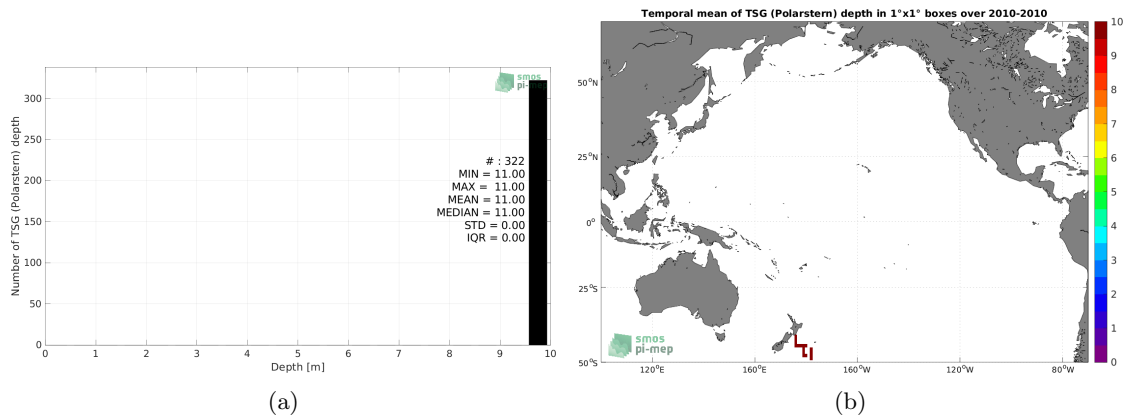 smos
pi-mep
Number of TSG (Polarstern) depth
300
250
200
150
100
50
0
# : 322
MIN = 11.00
MAX = 11.00
MEAN = 11.00
MEDIAN = 11.00
STD = 0.00
IQR = 0.00
0 1 2 3 4 5 6 7 8 9 10
Depth [m]
(a)
Temporal mean of TSG (Polarstern) depth in 1°x1° boxes over 2010-2010
50°N
25°N
0°
25°S
50°S
120°E
160°E
160°W
120°W
80°W
smos
pi-mep
10
9
8
7
6
5
4
3
2
1
0
(b)